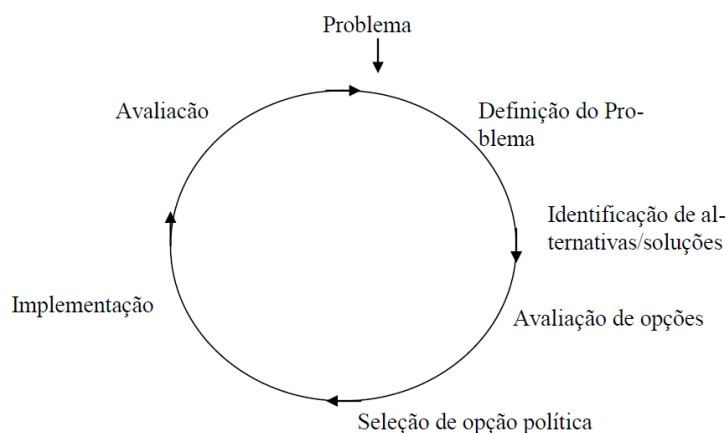 Problema
Definição do Pro-
blema
Identificação de al-
ternativas/soluções
Avaliação de opções
Seleção de opção política
Implementação
Avaliacão